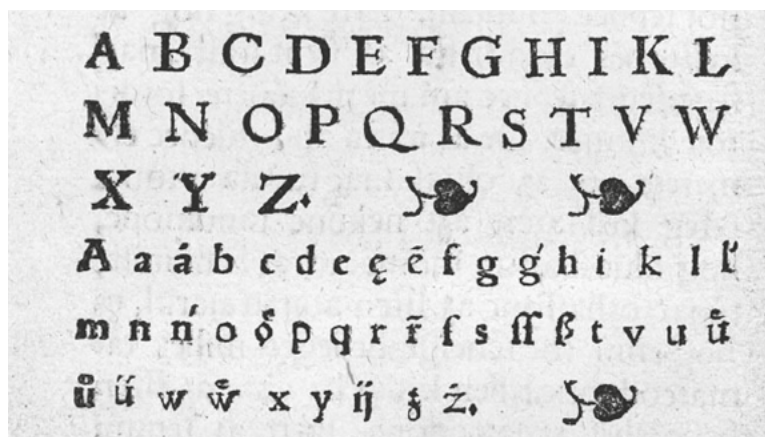 A B C D E F G H I K L
M N O P Q R S T V W
X Y Z. ❧ ❧
A a á b c d e ę ē f g g̓ h i k l l̓
m n n̋ o o̊ p q r r̄ ſ s ſſ ß t v u ů
ů̈ ű w ẘ x y ij ʒ ż. ❧